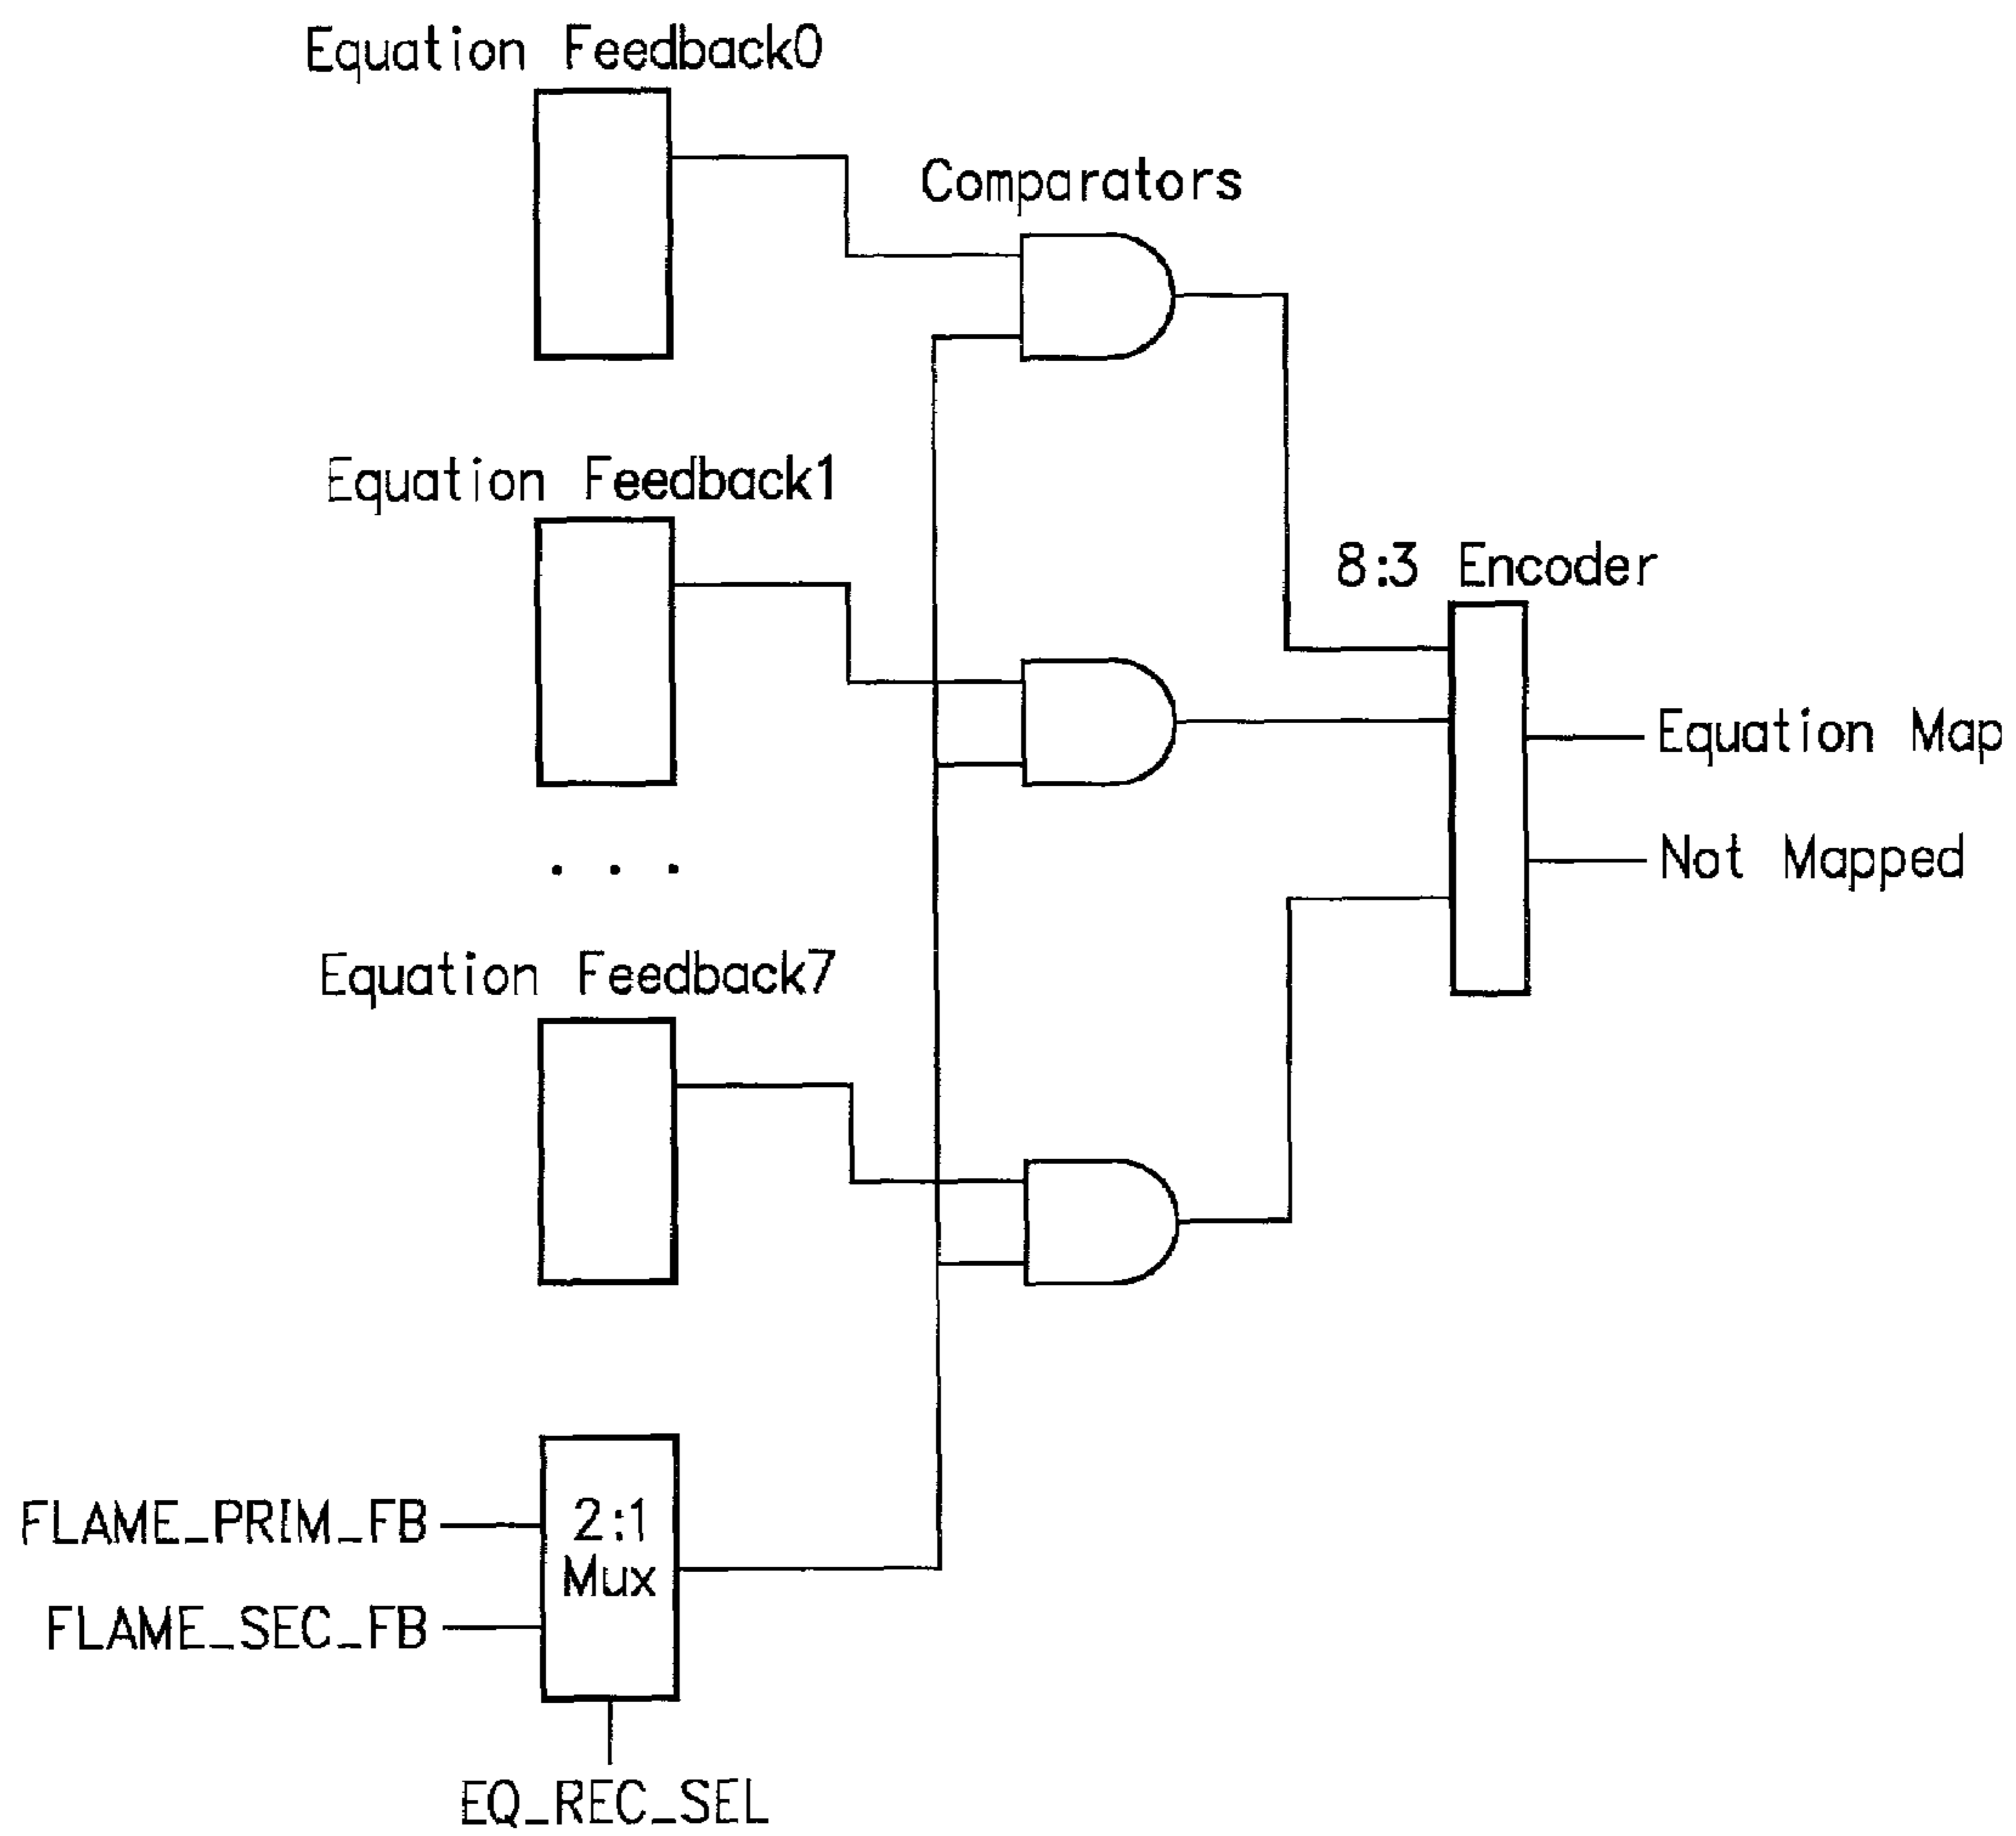 Equation Feedback0
Comparators
Equation Feedback1
8:3 Encoder
Equation Map
Not Mapped
. . .
Equation Feedback7
FLAME_PRIM_FB
2:1
Mux
FLAME_SEC_FB
EQ_REC_SEL